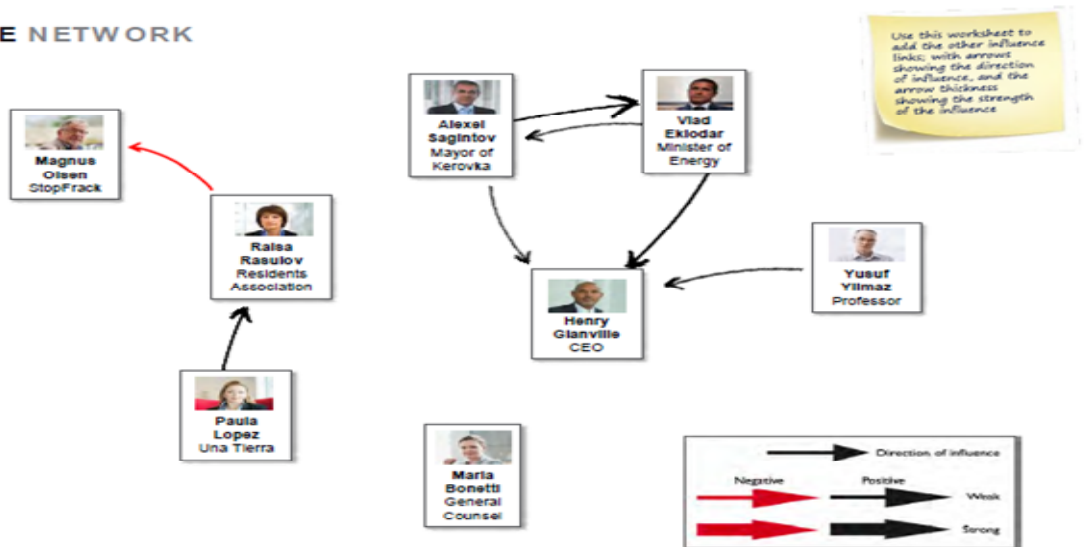 E NETWORK
Use this worksheet to
add the other influence
links; with arrows
showing the direction
of influence, and the
arrow thickness
showing the strength
of the influence
Magnus
Olsen
StopFrack
Alexei
Sagintov
Mayor of
Kerovka
Vlad
Eklodar
Minister of
Energy
Raisa
Rasulov
Residents
Association
Yusuf
Yilmaz
Professor
Henry
Glanville
CEO
Paula
Lopez
Una Tierra
Maria
Bonetti
General
Counsel
Direction of influence
Negative
Positive
Weak
Strong